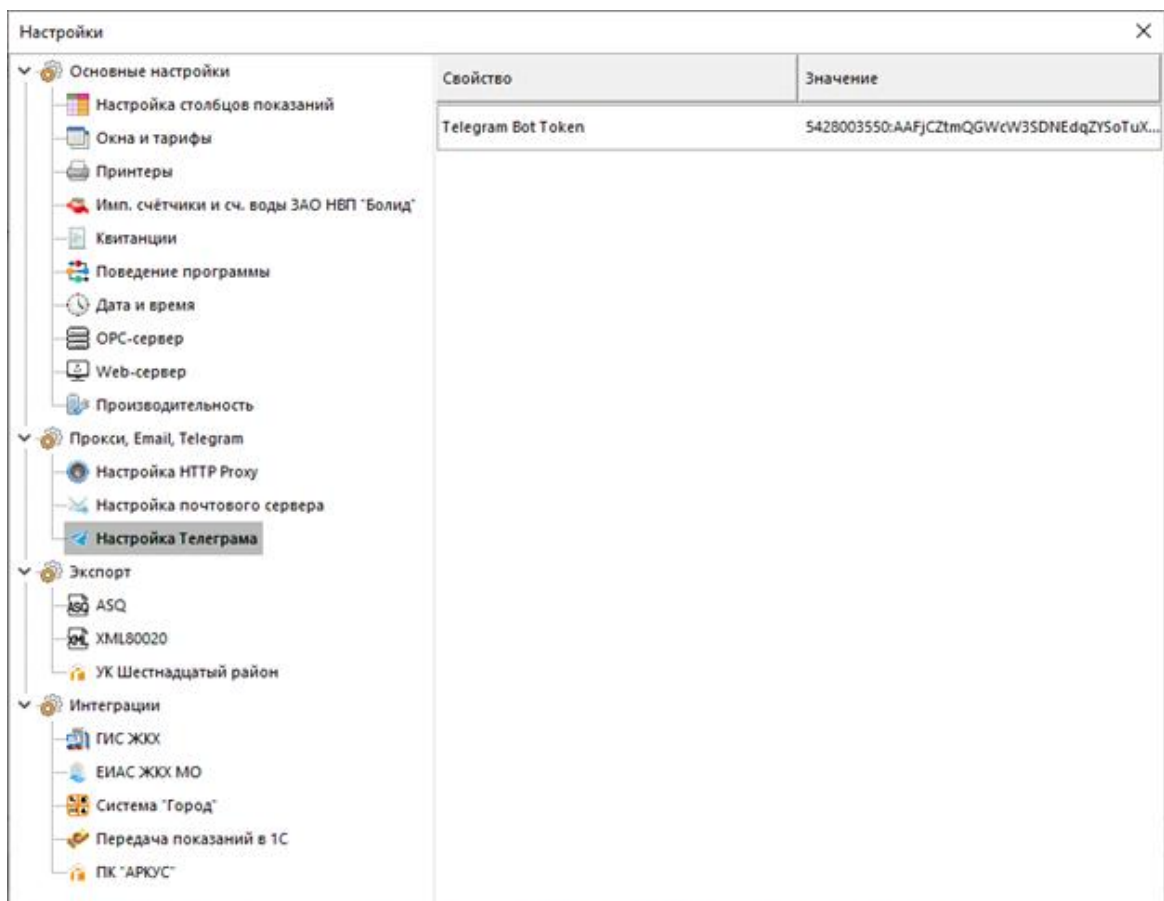 Настройки
Основные настройки
Настройка столбцов показаний
Окна и тарифы
Принтеры
Имп. счётчики и сч. воды ЗАО НВП "Болид"
Квитанции
Поведение программы
Дата и время
OPC-сервер
Web-сервер
Производительность
Прокси, Email, Telegram
Настройка HTTP Proxy
Настройка почтового сервера
Настройка Телеграма
Экспорт
ASQ ASQ
XML XML80020
УК Шестнадцатый район
Интеграции
ГИС ЖКХ
ЕИАС ЖКХ МО
Система "Город"
Передача показаний в 1С
ПК "АРКУС"
Свойство Значение
Telegram Bot Token 5428003550:AAFjCZtmQGWcW3SDNEdqZYSoTuX...